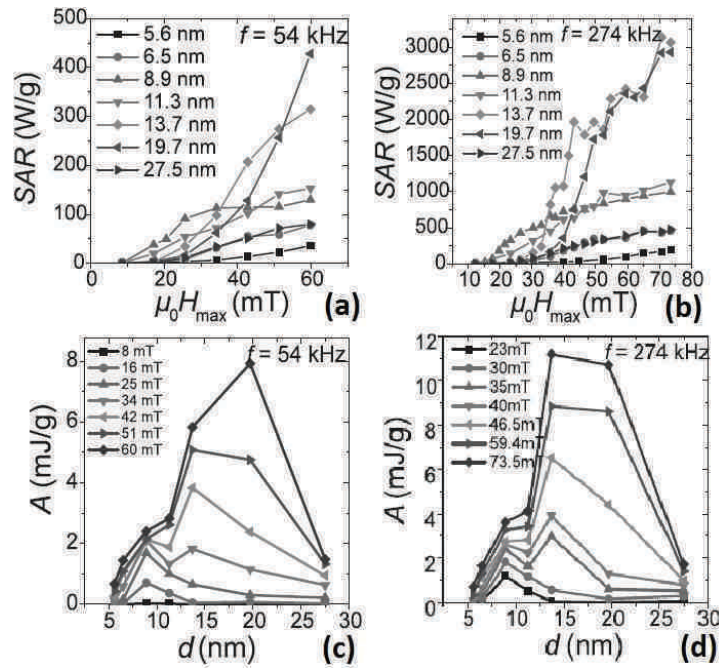 500
400
300
200
100
0
SAR (W/g)
f = 54 kHz
5.6 nm
6.5 nm
8.9 nm
11.3 nm
13.7 nm
19.7 nm
27.5 nm
0 20 40 60
μ₀Hmax (mT)
(a)
3000
2500
2000
1500
1000
500
0
SAR (W/g)
f = 274 kHz
5.6 nm
6.5 nm
8.9 nm
11.3 nm
13.7 nm
19.7 nm
27.5 nm
10 20 30 40 50 60 70 80
μ₀Hmax (mT)
(b)
8
6
4
2
0
A (mJ/g)
f = 54 kHz
8 mT
16 mT
25 mT
34 mT
42 mT
51 mT
60 mT
5 10 15 20 25 30
d (nm)
(c)
12
10
8
6
4
2
0
A (mJ/g)
f = 274 kHz
23mT
30mT
35mT
40mT
46.5mT
59.4mT
73.5mT
5 10 15 20 25 30
d (nm)
(d)